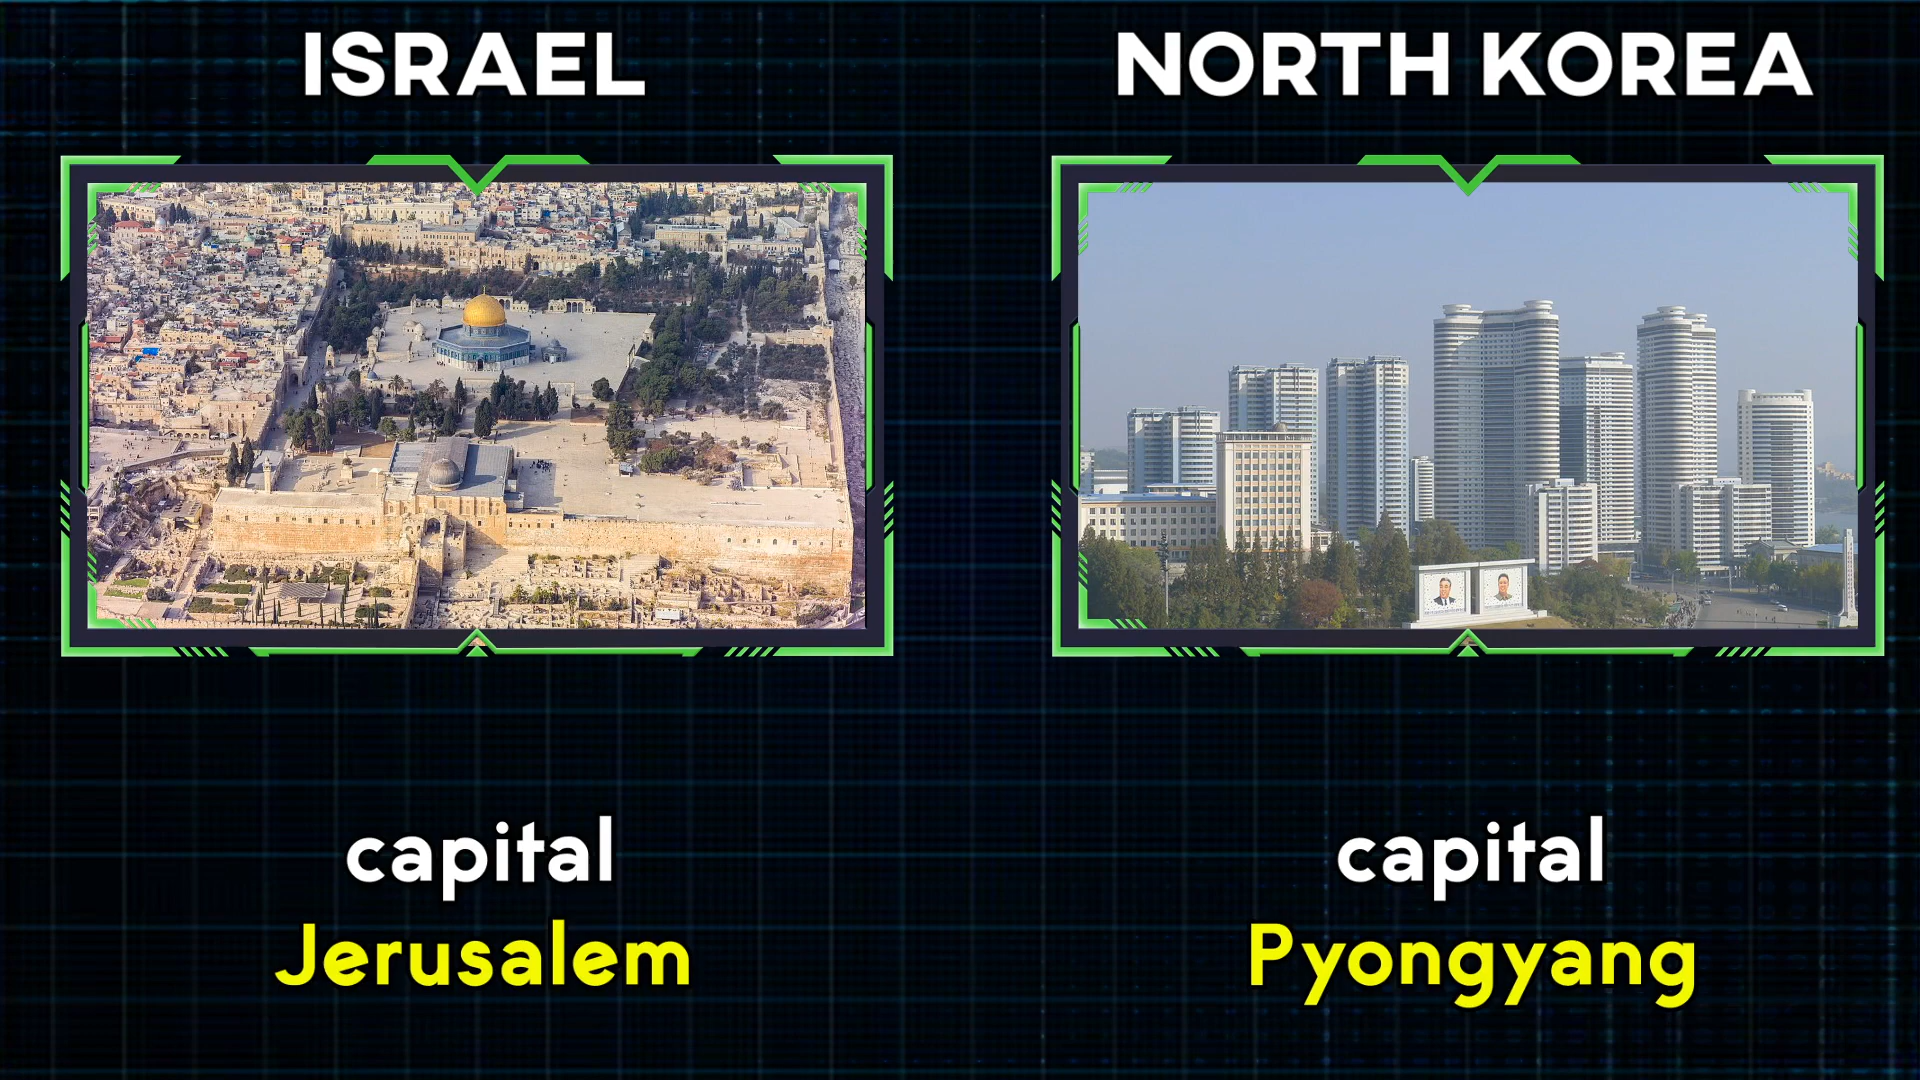 ISRAEL
NORTH KOREA
capital
Jerusalem
capital
Pyongyang